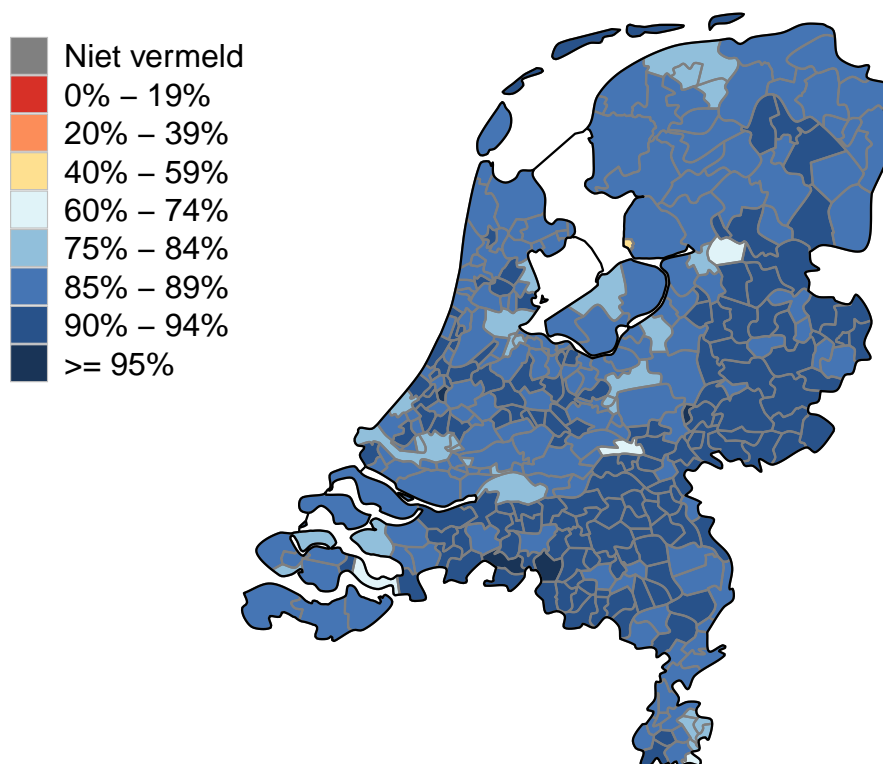 Niet vermeld
0% – 19%
20% – 39%
40% – 59%
60% – 74%
75% – 84%
85% – 89%
90% – 94%
>= 95%